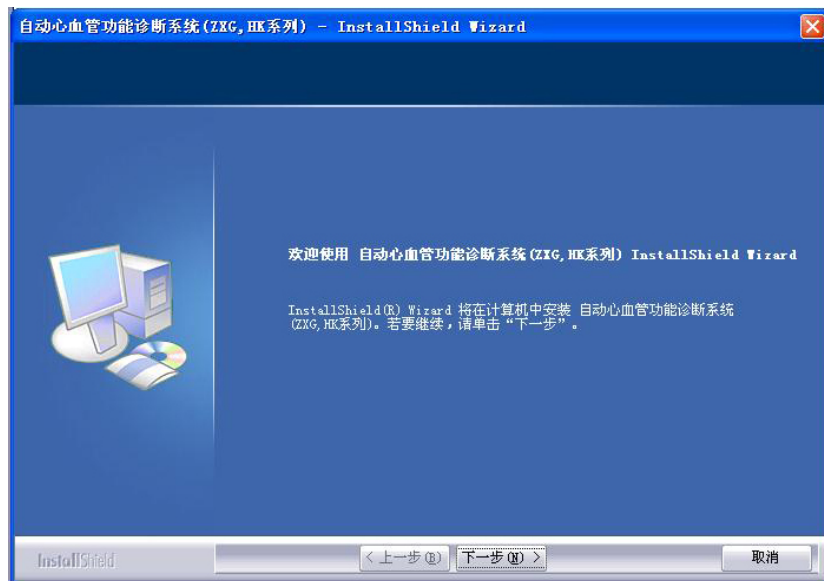 自动心血管功能诊断系统(ZXG,HK系列) - InstallShield Wizard
欢迎使用 自动心血管功能诊断系统(ZXG,HK系列) InstallShield Wizard
InstallShield(R) Wizard 将在计算机中安装 自动心血管功能诊断系统
(ZXG,HK系列)。若要继续，请单击“下一步”。
InstallShield
< 上一步(B) 下一步(N) > 取消